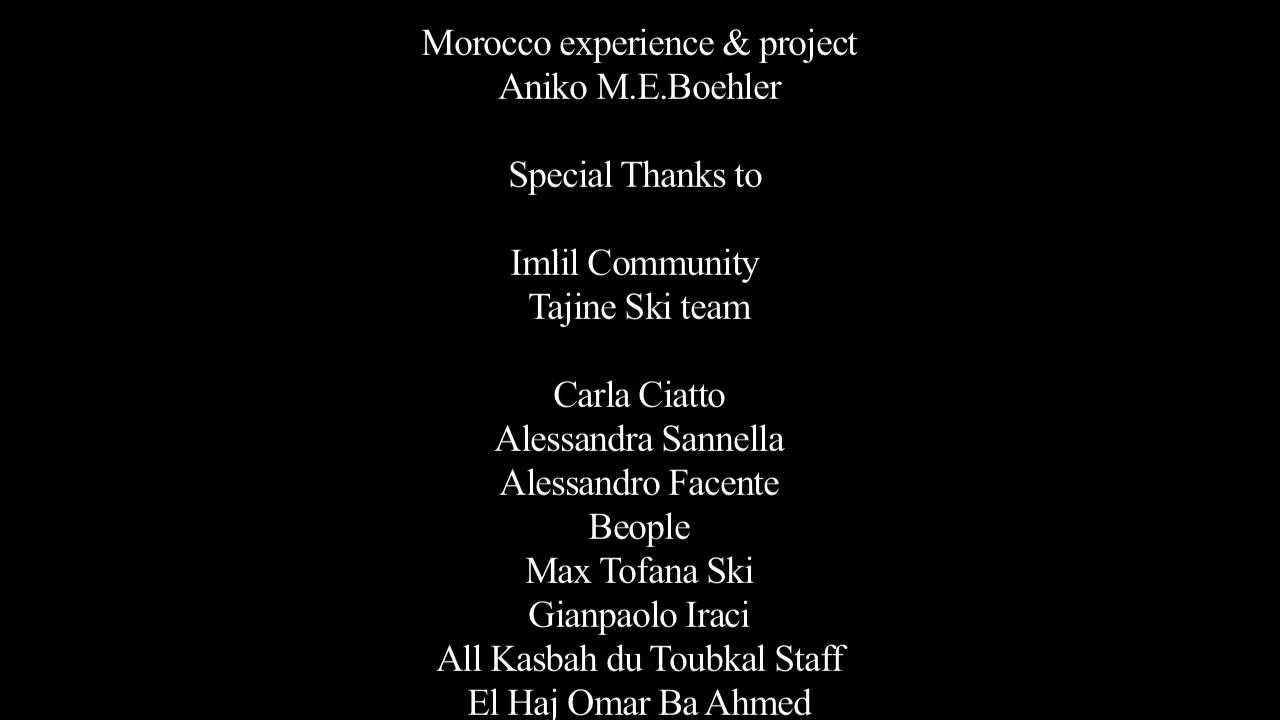 Morocco experience & project
Aniko M.E.Boehler
Special Thanks to
Imlil Community
Tajine Ski team
Carla Ciatto
Alessandra Sannella
Alessandro Facente
Beople
Max Tofana Ski
Gianpaolo Iraci
All Kasbah du Toubkal Staff
El Haj Omar Ba Ahmed